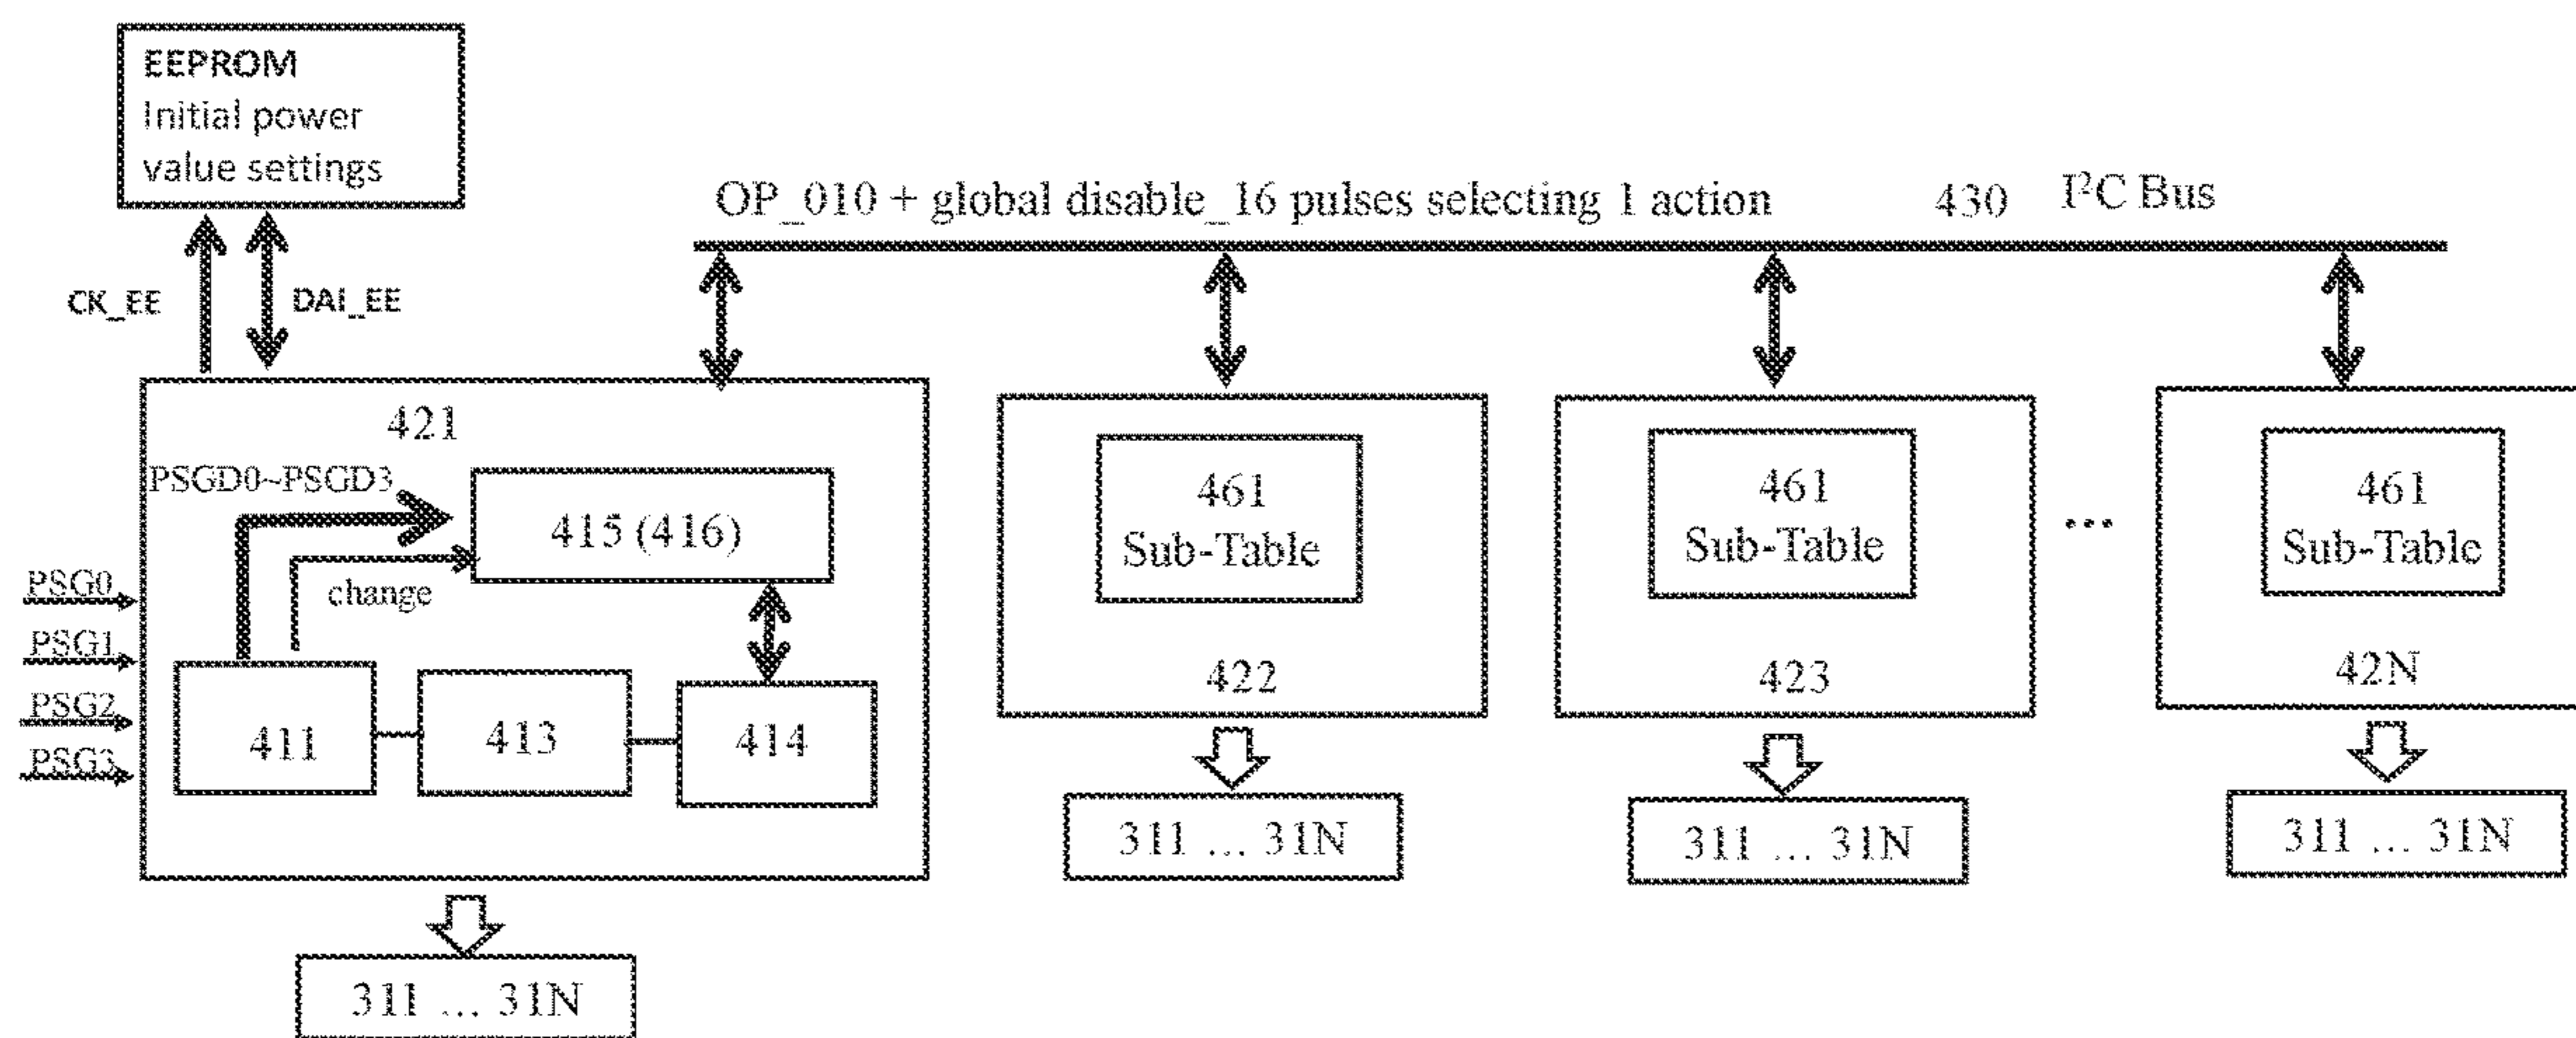 EEPROM
Initial power
value settings
OP_010 + global disable_16 pulses selecting 1 action
430
I²C Bus
CK_EE
DAI_EE
421
PSGD0~PSGD3
415 (416)
change
PSG0
PSG1
PSG2
PSG3
411
413
414
311 ... 31N
461
Sub-Table
422
311 ... 31N
461
Sub-Table
423
311 ... 31N
...
461
Sub-Table
42N
311 ... 31N